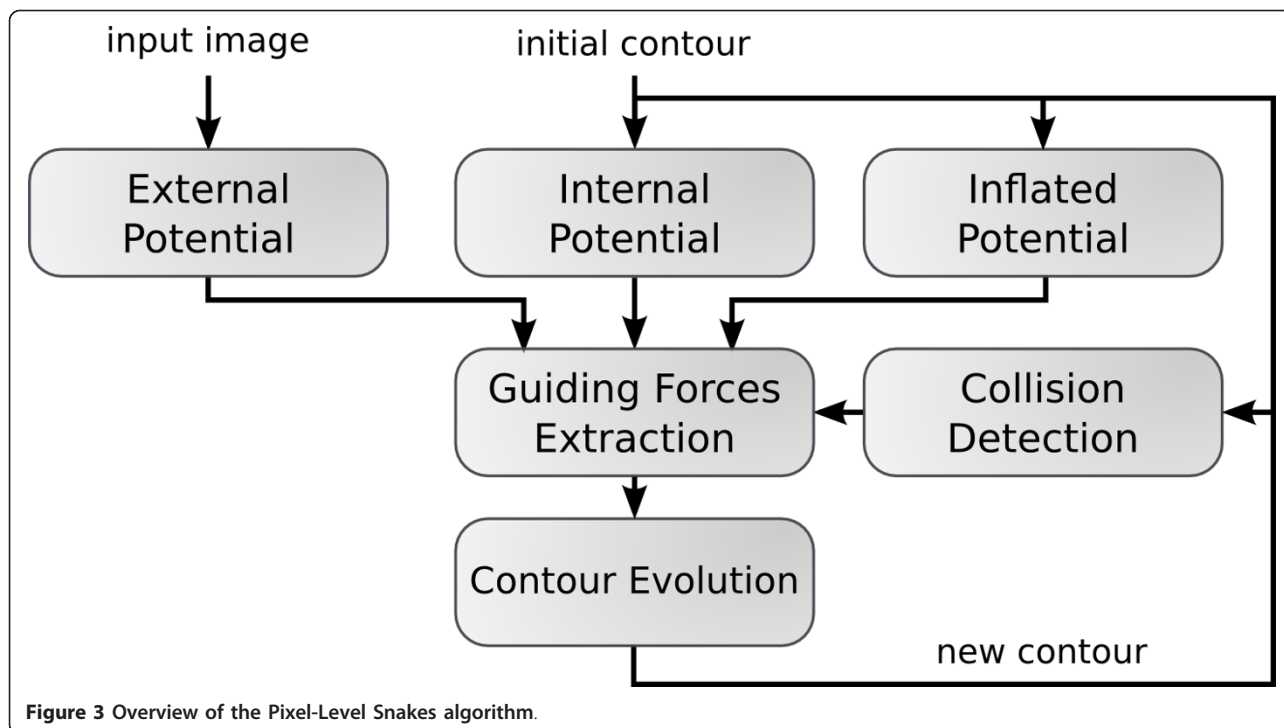 input image
initial contour
External
Potential
Internal
Potential
Inflated
Potential
Guiding Forces
Extraction
Collision
Detection
Contour Evolution
new contour
Figure 3 Overview of the Pixel-Level Snakes algorithm.